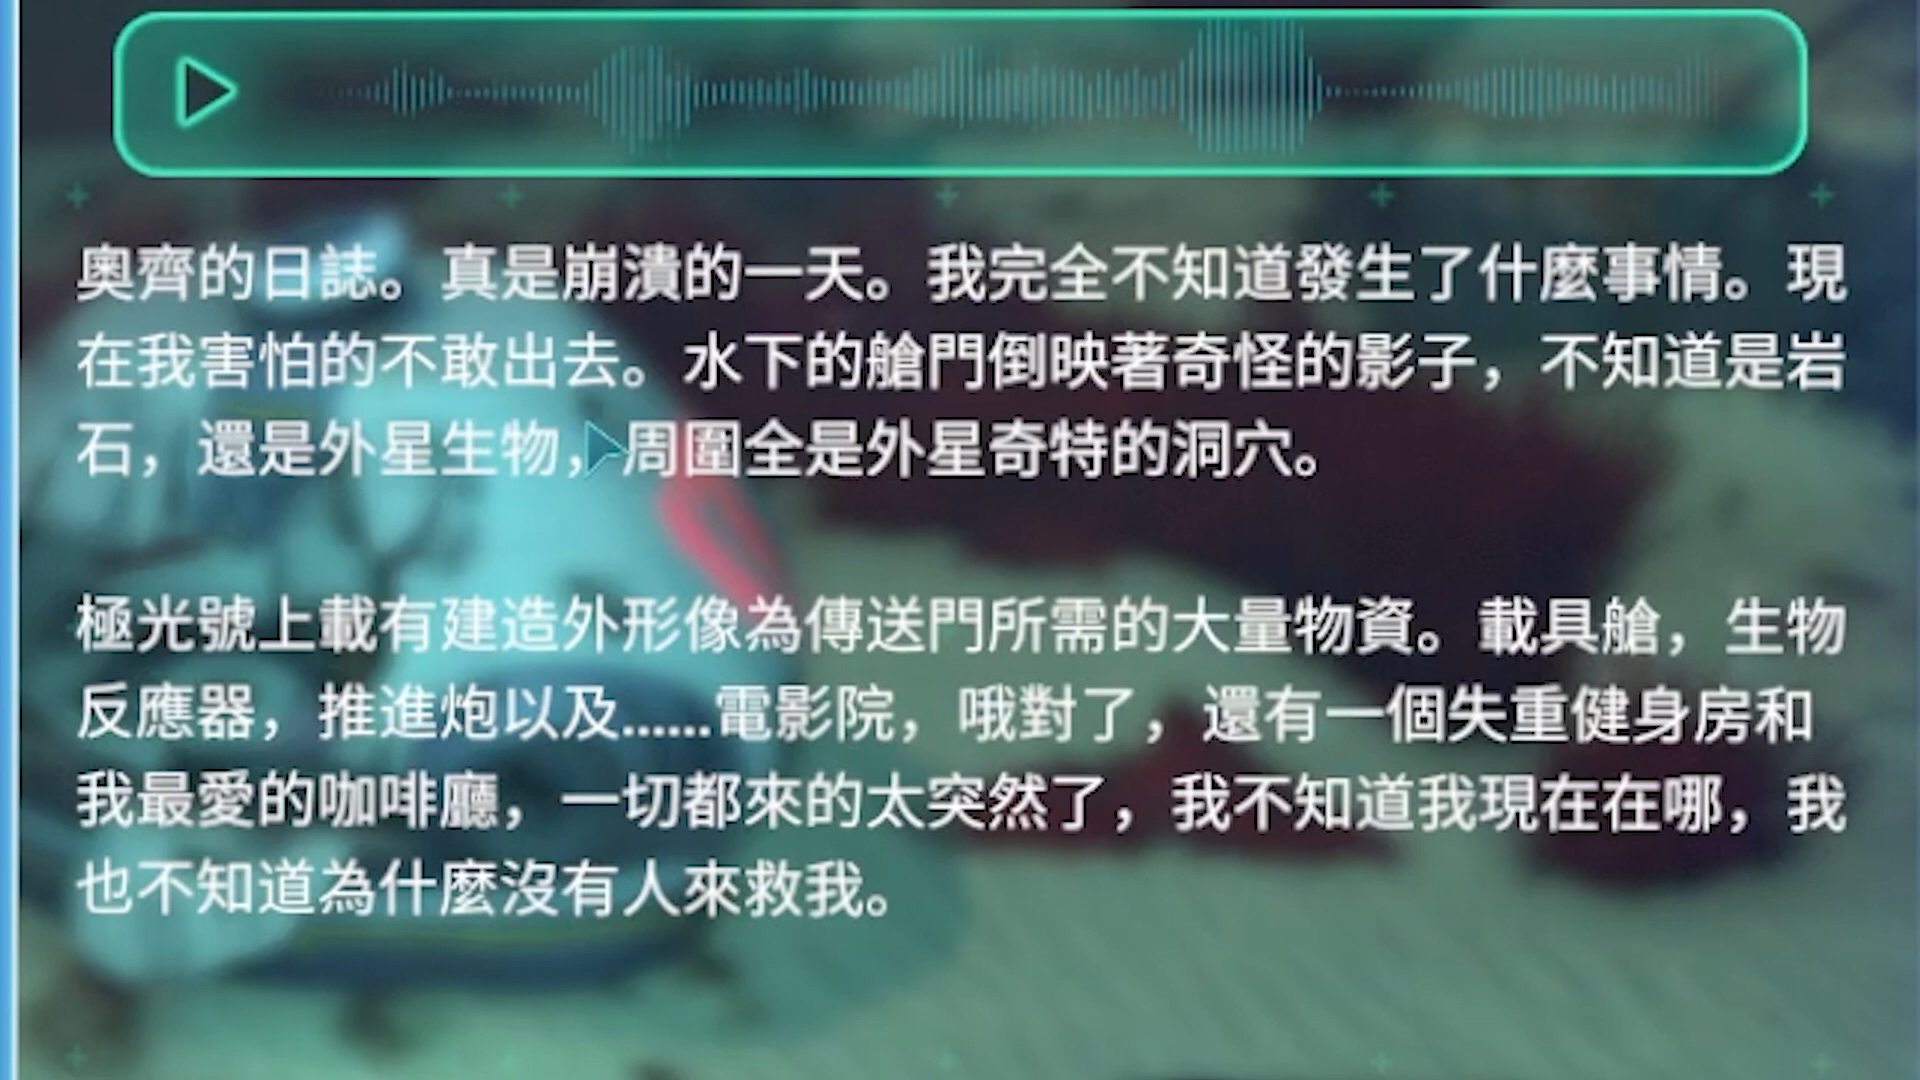 奧齊的日誌。真是崩潰的一天。我完全不知道發生了什麼事情。現
在我害怕的不敢出去。水下的艙門倒映著奇怪的影子，不知道是岩
石，還是外星生物，周圍全是外星奇特的洞穴。
極光號上載有建造外形像為傳送門所需的大量物資。載具艙，生物
反應器，推進炮以及......電影院，哦對了，還有一個失重健身房和
我最愛的咖啡廳，一切都來的太突然了，我不知道我現在在哪，我
也不知道為什麼沒有人來救我。